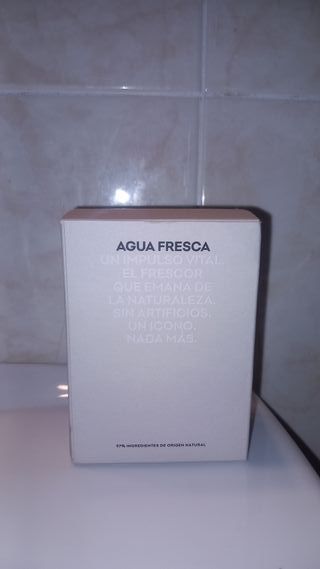 AGUA FRESCA
UN IMPULSO VITAL.
EL FRESCOR
QUE EMANA DE
LA NATURALEZA.
SIN ARTIFICIOS.
UN ICONO.
NADA MÁS.
97% INGREDIENTES DE ORIGEN NATURAL